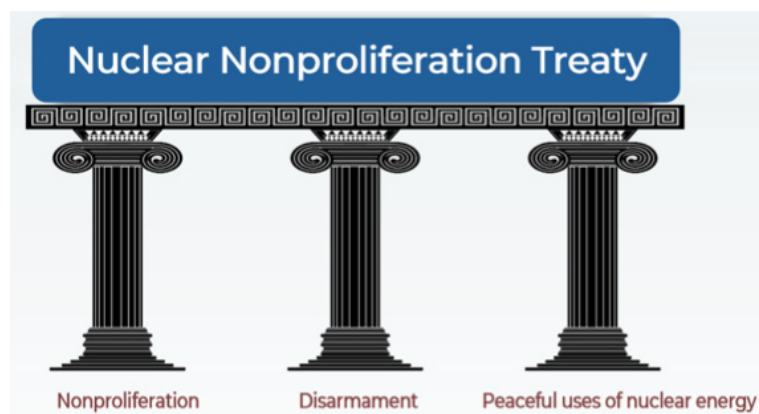 Nuclear Nonproliferation Treaty
Nonproliferation
Disarmament
Peaceful uses of nuclear energy